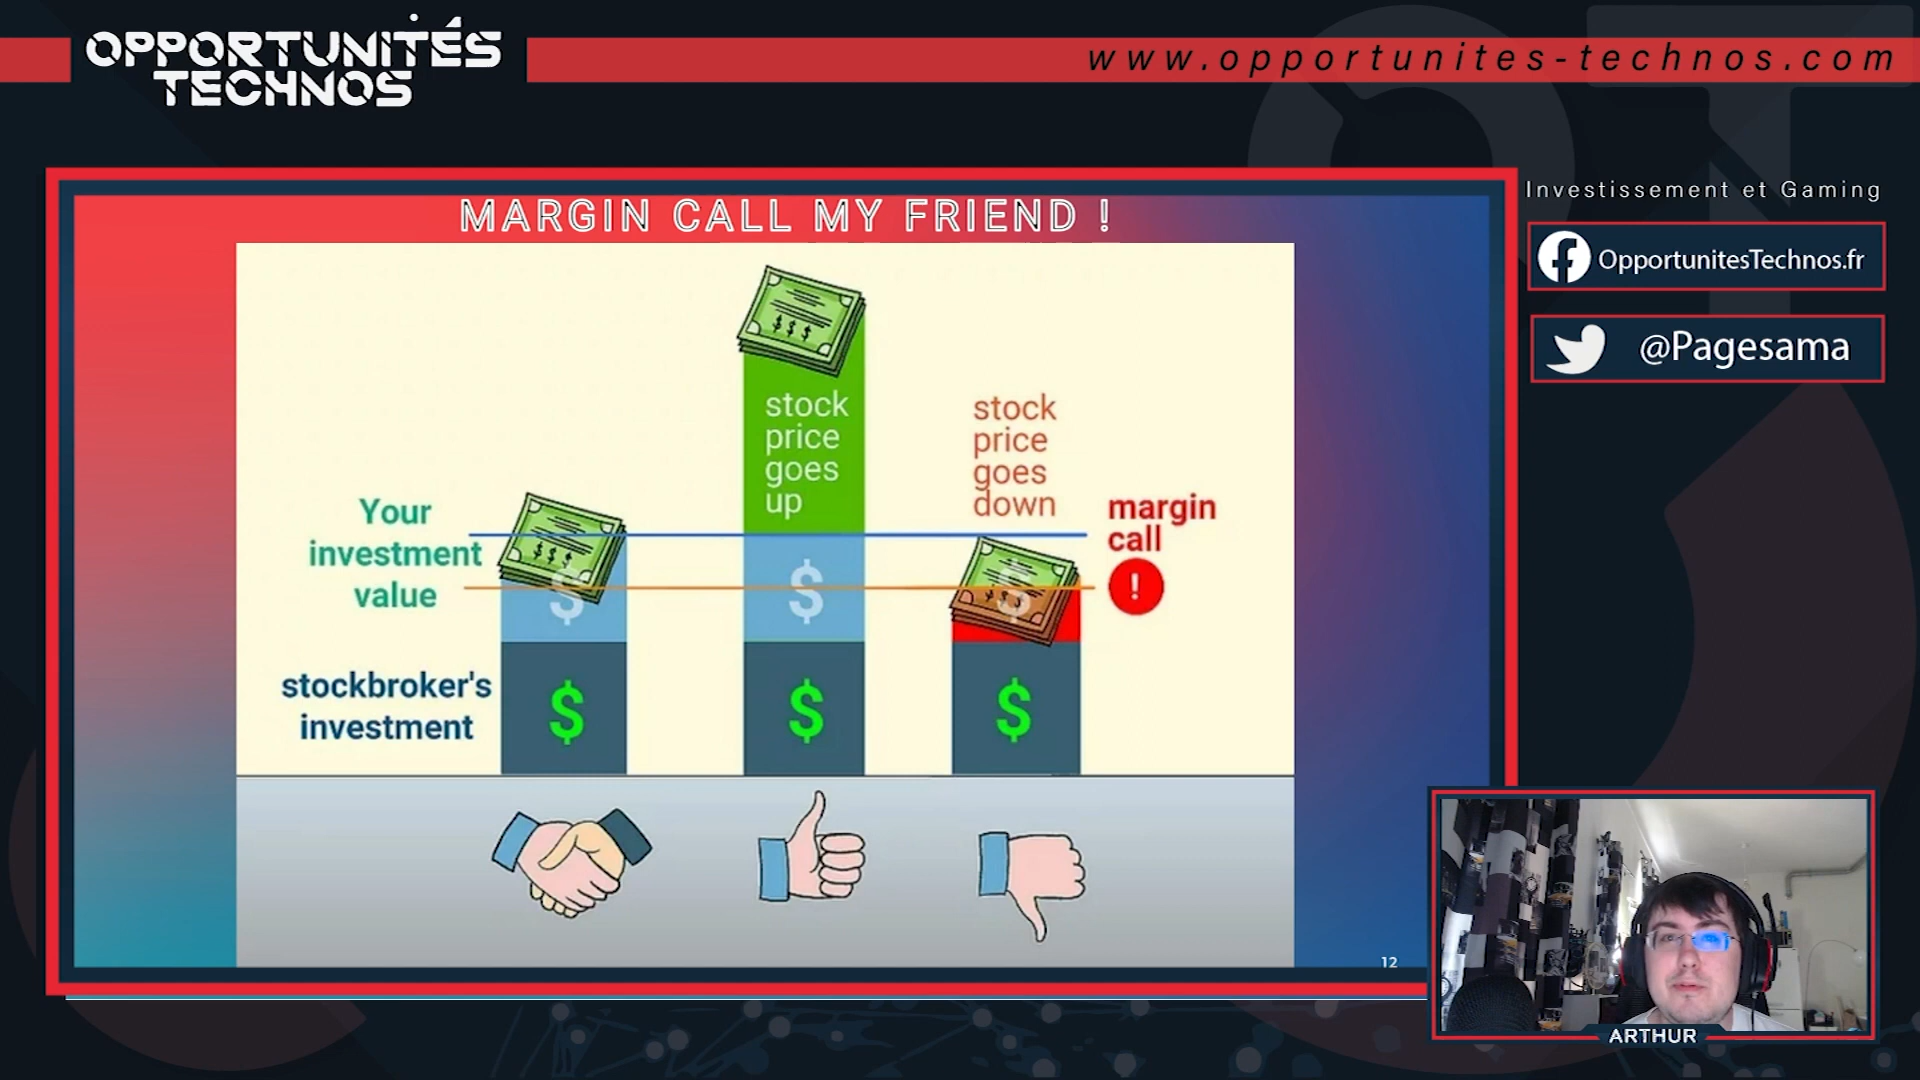 OPPORTUNITÉS
TECHNOS
www.opportunites-technos.com
Investissement et Gaming
OpportunitesTechnos.fr
@Pagesama
MARGIN CALL MY FRIEND !
stock
price
goes
up
stock
price
goes
down
Your
investment
value
margin
call
!
stockbroker's
investment
$
$
$
$
$
$
$ $ $
$ $ $
$ $ $
12
ARTHUR